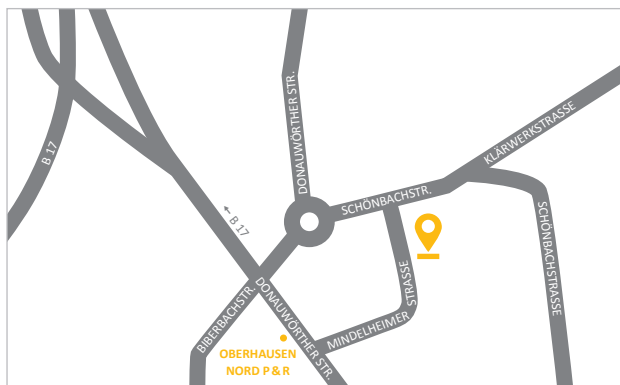 DONAUWÖRTHER STR.
KLÄRWERKSTRASSE
B 17
SCHÖNBACHSTR.
← B 17
SCHÖNBACHSTRASSE
STRASSE
MINDELHEIMER
BIBERBACHSTR.
DONAUWÖRTHER STR.
OBERHAUSEN
NORD P & R